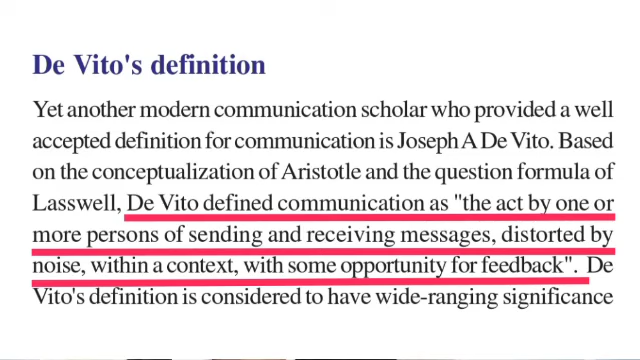 De Vito's definition
Yet another modern communication scholar who provided a well
accepted definition for communication is Joseph A De Vito. Based
on the conceptualization of Aristotle and the question formula of
Lasswell, De Vito defined communication as "the act by one or
more persons of sending and receiving messages, distorted by
noise, within a context, with some opportunity for feedback". De
Vito's definition is considered to have wide-ranging significance